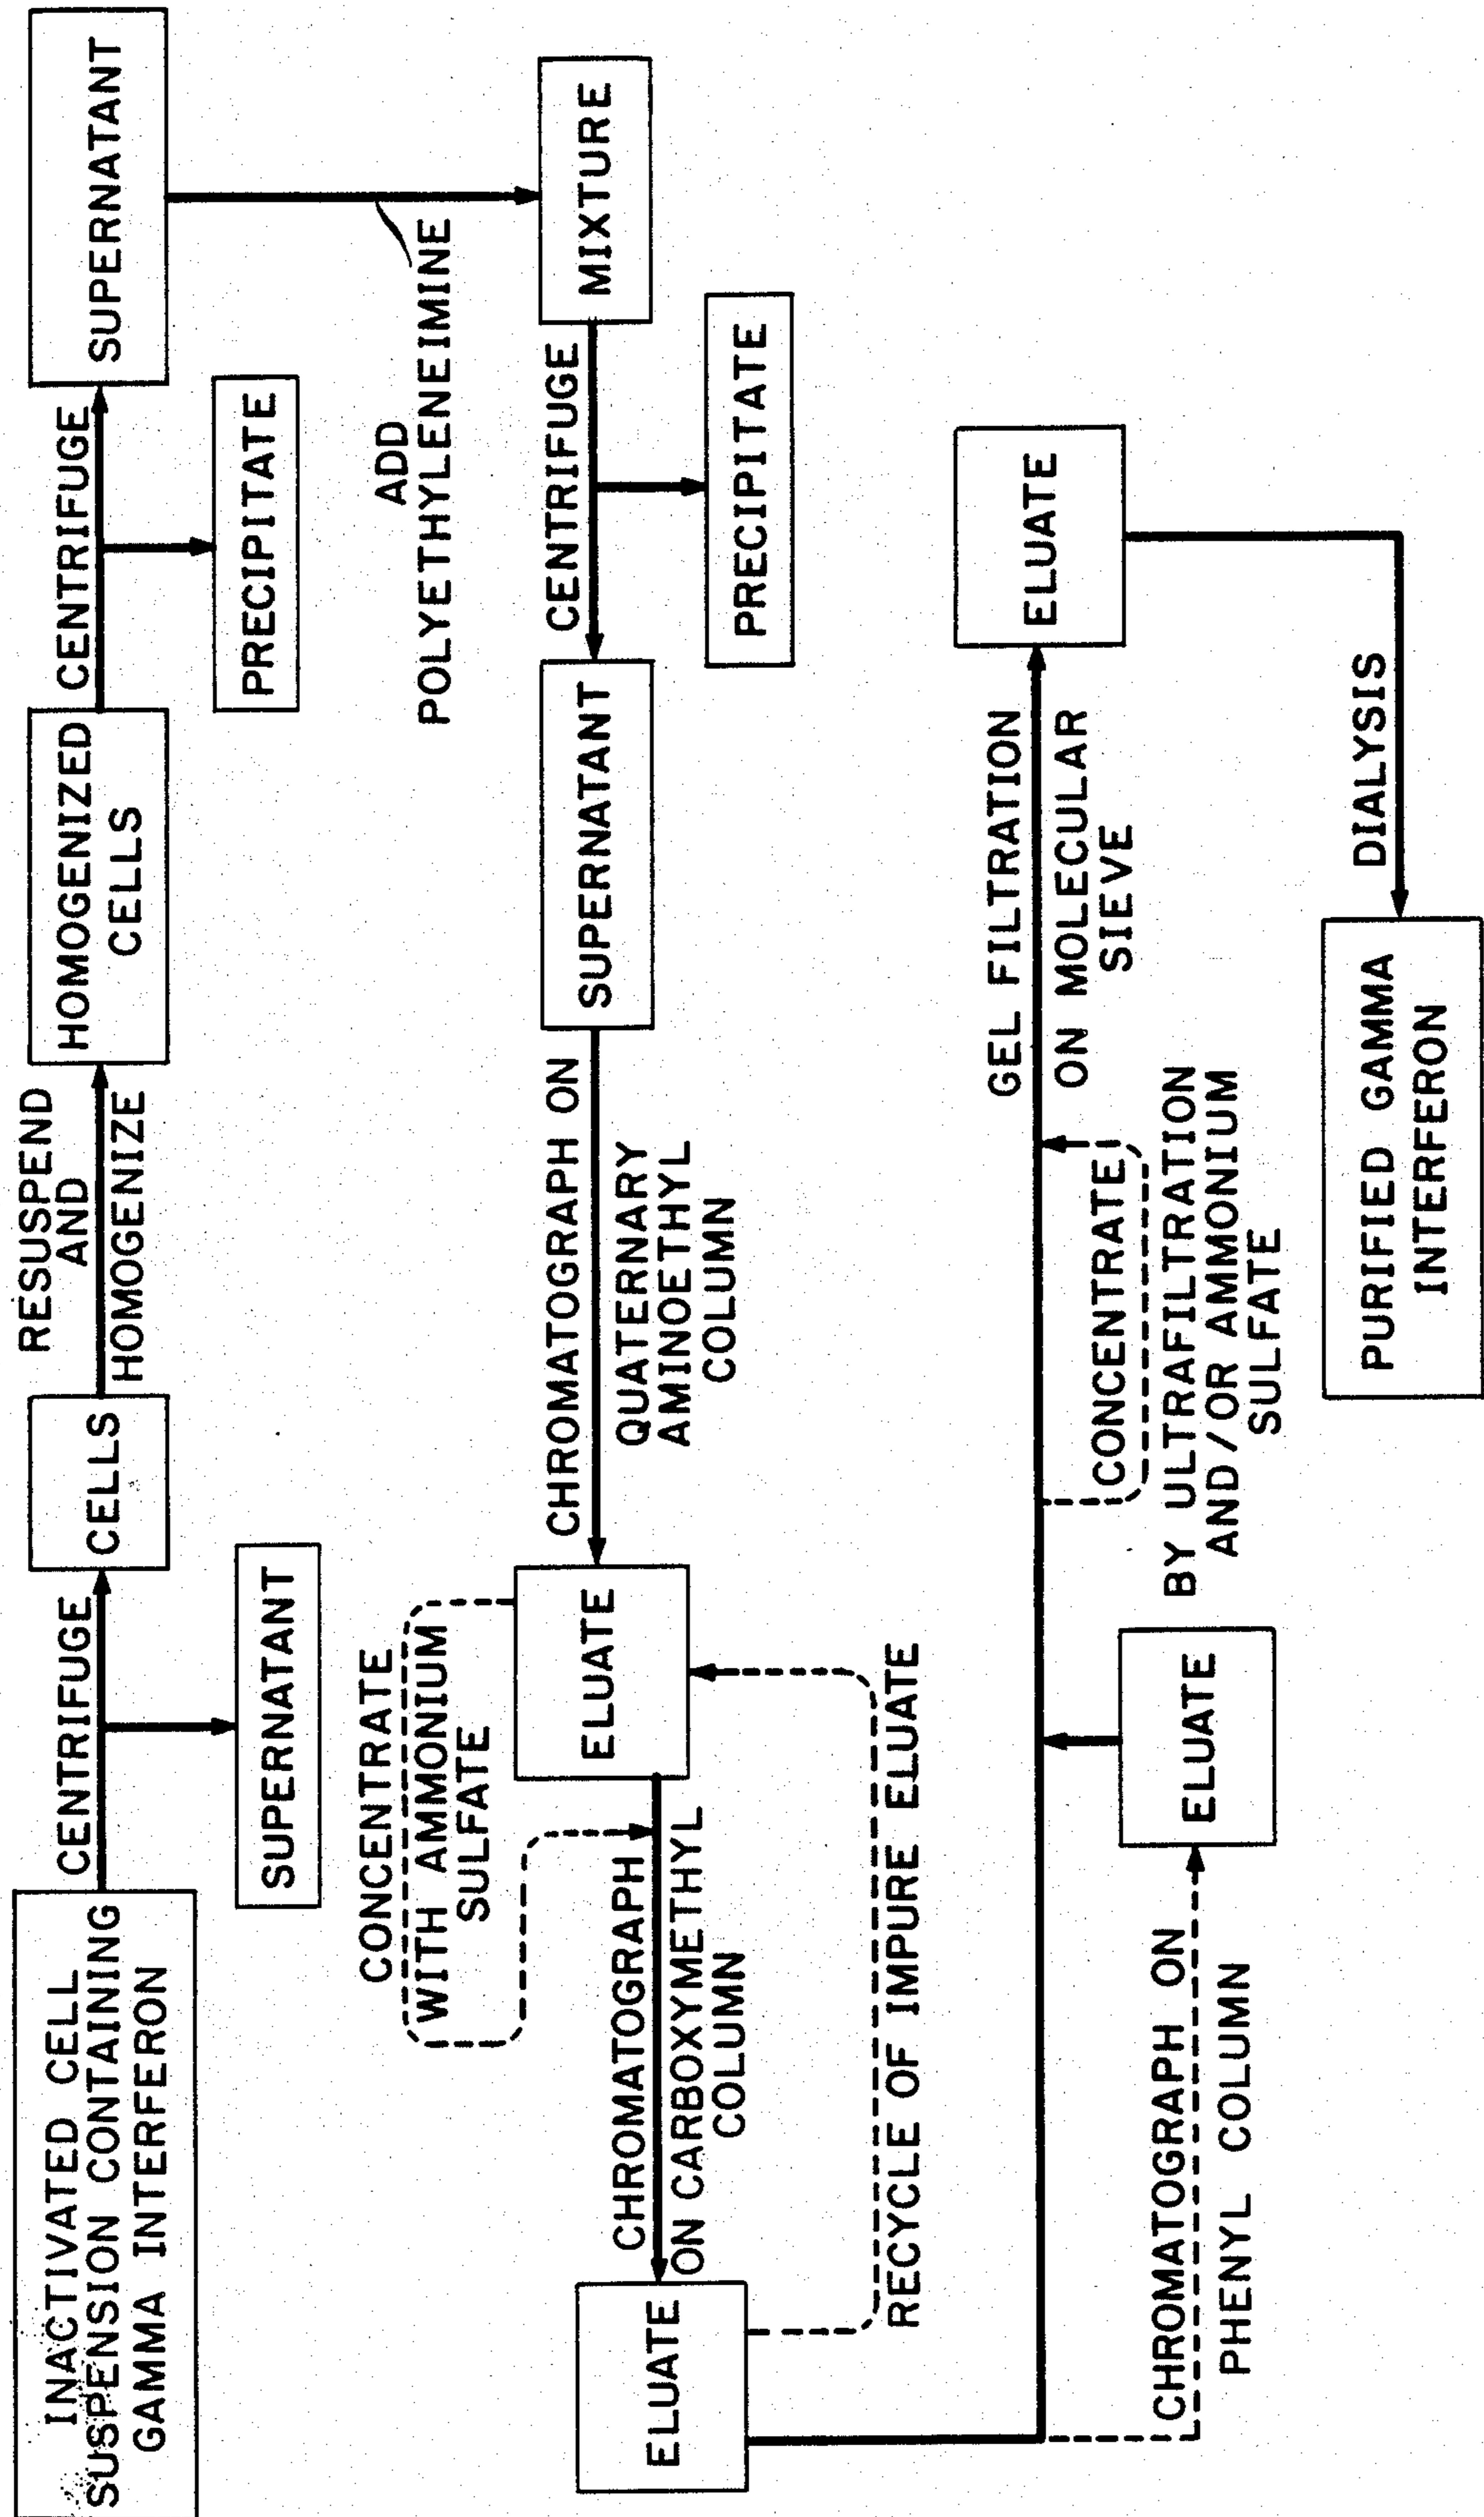 INACTIVATED CELL
SUSPENSION CONTAINING
GAMMA INTERFERON
CENTRIFUGE
SUPERNATANT
CELLS
RESUSPEND
AND
HOMOGENIZE
HOMOGENIZED
CELLS
CENTRIFUGE
PRECIPITATE
SUPERNATANT
ADD
POLYETHYLENEIMINE
MIXTURE
CENTRIFUGE
PRECIPITATE
SUPERNATANT
CHROMATOGRAPH ON
QUATERNARY
AMINOETHYL
COLUMN
ELUATE
CONCENTRATE
WITH AMMONIUM
SULFATE
CHROMATOGRAPH
ON CARBOXYMETHYL
COLUMN
ELUATE
RECYCLE OF IMPURE ELUATE
CHROMATOGRAPH ON
PHENYL COLUMN
ELUATE
CONCENTRATE
BY ULTRAFILTRATION
AND/OR AMMONIUM
SULFATE
GEL FILTRATION
ON MOLECULAR
SIEVE
ELUATE
DIALYSIS
PURIFIED GAMMA
INTERFERON